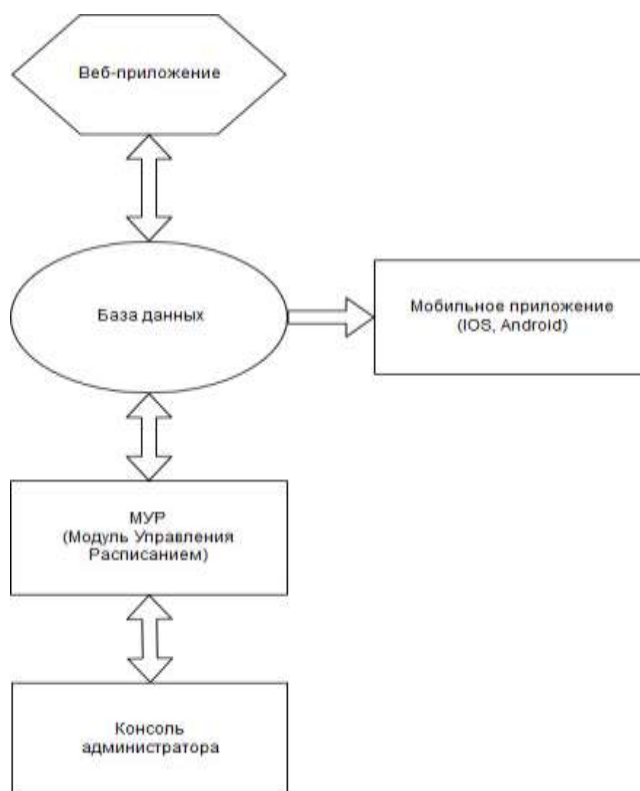 Веб-приложение
База данных
Мобильное приложение
(IOS, Android)
МУР
(Модуль Управления
Расписанием)
Консоль
администратора